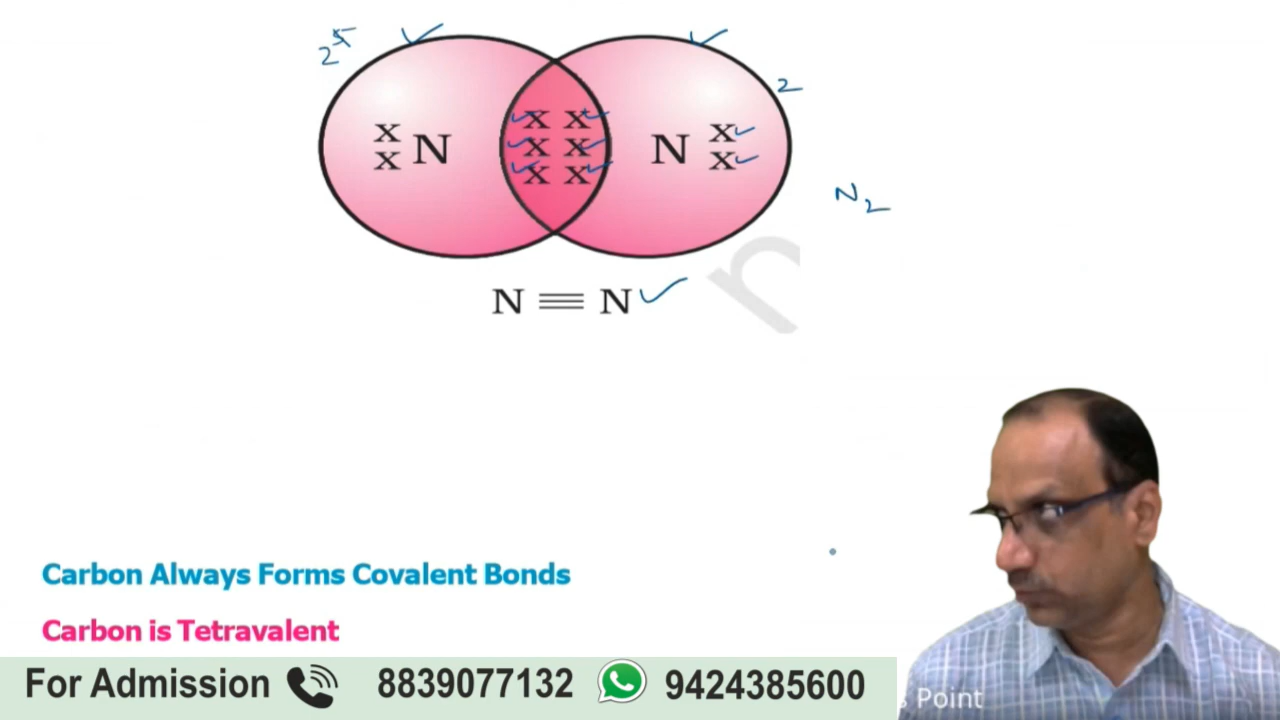 2 5
2
x N x x N x
x x x x
x x
N₂
N ≡ N
n
Carbon Always Forms Covalent Bonds
Carbon is Tetravalent
For Admission 8839077132 9424385600
s Point